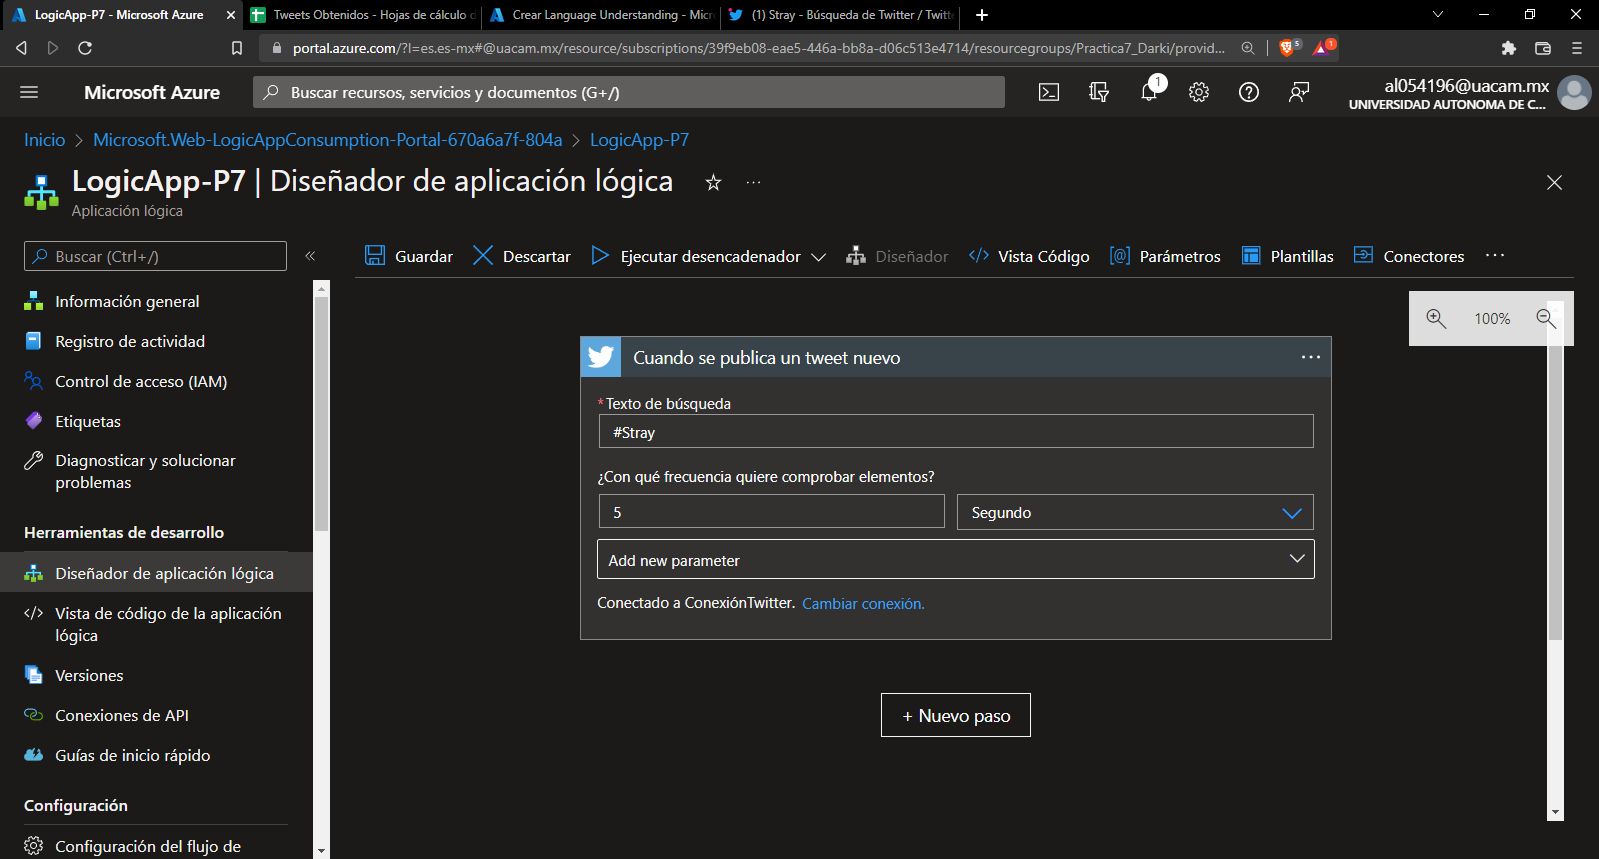 LogicApp-P7 - Microsoft Azure
Tweets Obtenidos - Hojas de cálculo d
Crear Language Understanding - Micr
(1) Stray - Búsqueda de Twitter / Twitte
portal.azure.com/?l=es.es-mx#@uacam.mx/resource/subscriptions/39f9eb08-eae5-446a-bb8a-d06c513e4714/resourcegroups/Practica7_Darki/provid...
5
1
Microsoft Azure
Buscar recursos, servicios y documentos (G+/)
1
al054196@uacam.mx
UNIVERSIDAD AUTONOMA DE C...
Inicio > Microsoft.Web-LogicAppConsumption-Portal-670a6a7f-804a > LogicApp-P7
LogicApp-P7 | Diseñador de aplicación lógica
Aplicación lógica
Buscar (Ctrl+/)
Guardar
Descartar
Ejecutar desencadenador
Diseñador
Vista Código
Parámetros
Plantillas
Conectores
Información general
Registro de actividad
Control de acceso (IAM)
Etiquetas
Diagnosticar y solucionar
problemas
Herramientas de desarrollo
Diseñador de aplicación lógica
Vista de código de la aplicación
lógica
Versiones
Conexiones de API
Guías de inicio rápido
Configuración
Configuración del flujo de
100%
Cuando se publica un tweet nuevo
*Texto de búsqueda
#Stray
¿Con qué frecuencia quiere comprobar elementos?
5
Segundo
Add new parameter
Conectado a ConexiónTwitter. Cambiar conexión.
+ Nuevo paso